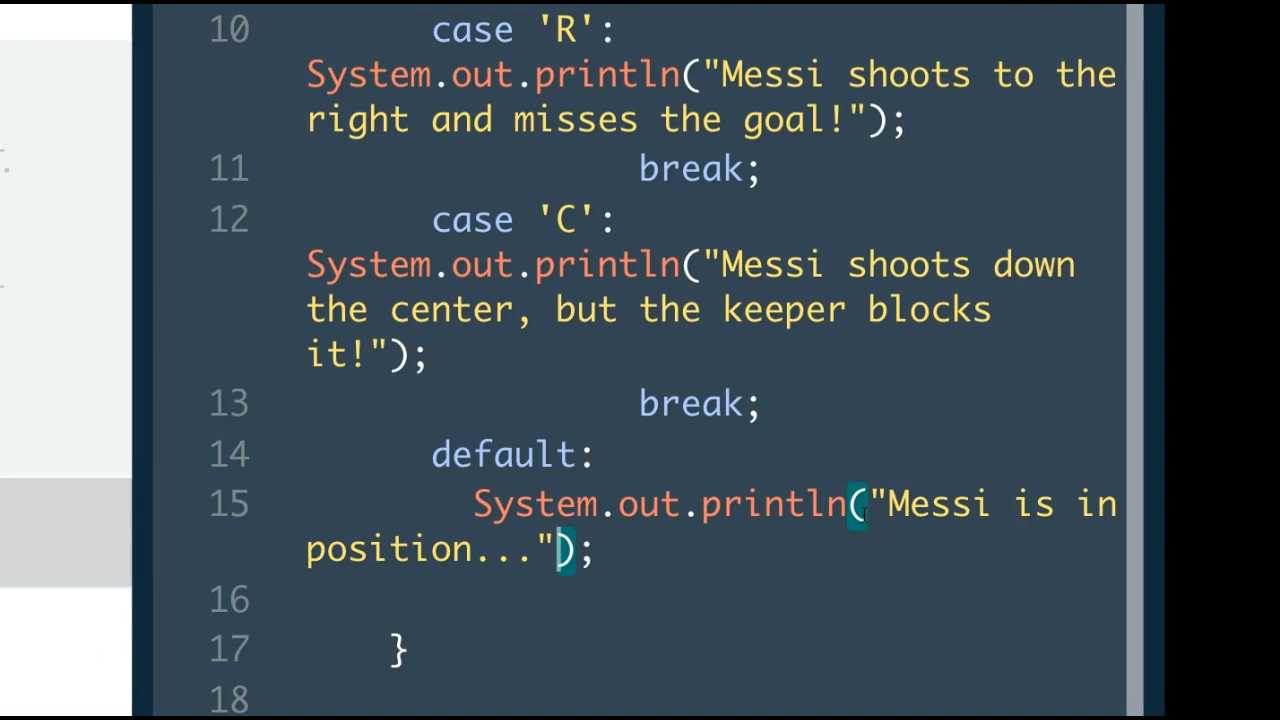 10 case 'R':
System.out.println("Messi shoots to the
right and misses the goal!");
11 break;
12 case 'C':
System.out.println("Messi shoots down
the center, but the keeper blocks
it!");
13 break;
14 default:
15 System.out.println("Messi is in
position...");
16
17 }
18